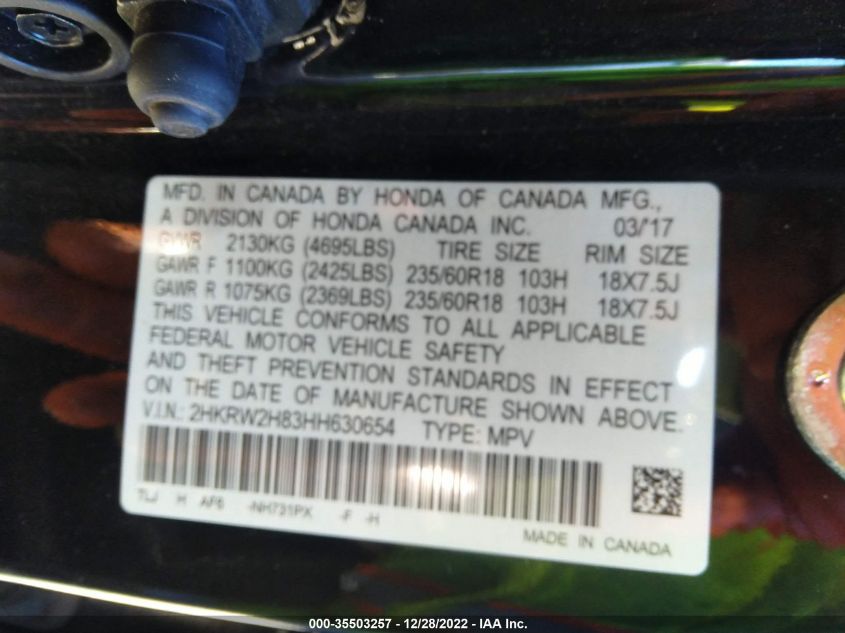 MFD. IN CANADA BY HONDA OF CANADA MFG.,
A DIVISION OF HONDA CANADA INC. 03/'17
GVWR 2130KG (4695LBS) TIRE SIZE RIM SIZE
GAWR F 1100KG (2425LBS) 235/60R18 103H 18X7.5J
GAWR R 1075KG (2369LBS) 235/60R18 103H 18X7.5J
THIS VEHICLE CONFORMS TO ALL APPLICABLE
FEDERAL MOTOR VEHICLE SAFETY
AND THEFT PREVENTION STANDARDS IN EFFECT
ON THE DATE OF MANUFACTURE SHOWN ABOVE.
V.I.N.: 2HKRW2H83HH630654 TYPE: MPV
TLJ H AF6 -NH731PX -F -H
MADE IN CANADA
000-35503257 - 12/28/2022 - IAA Inc.